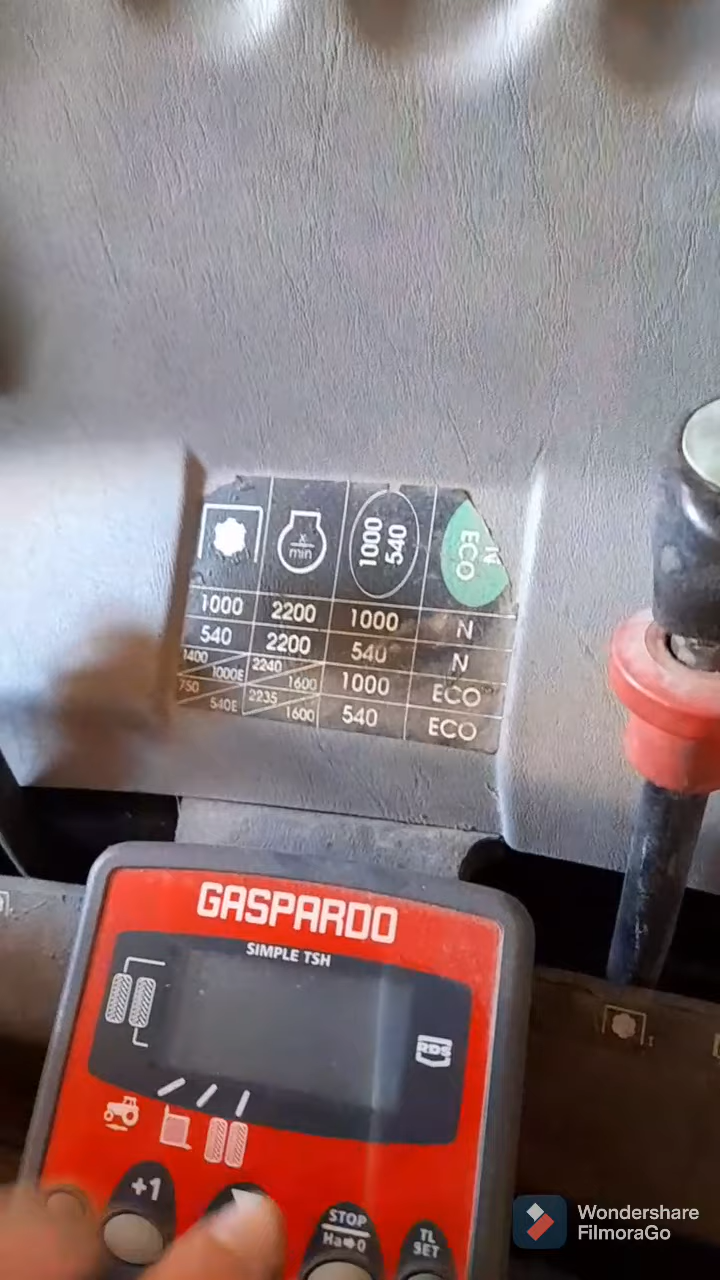 x
min
1000
540
N
ECO
1000 2200 1000 N
540 2200 540 N
1400 1000E 2240 1600 1000 ECO
750 540E 2235 1600 540 ECO
GASPARDO
SIMPLE TSH
RDS
+1
STOP
Ha 0
TL
SET
Wondershare
FilmoraGo